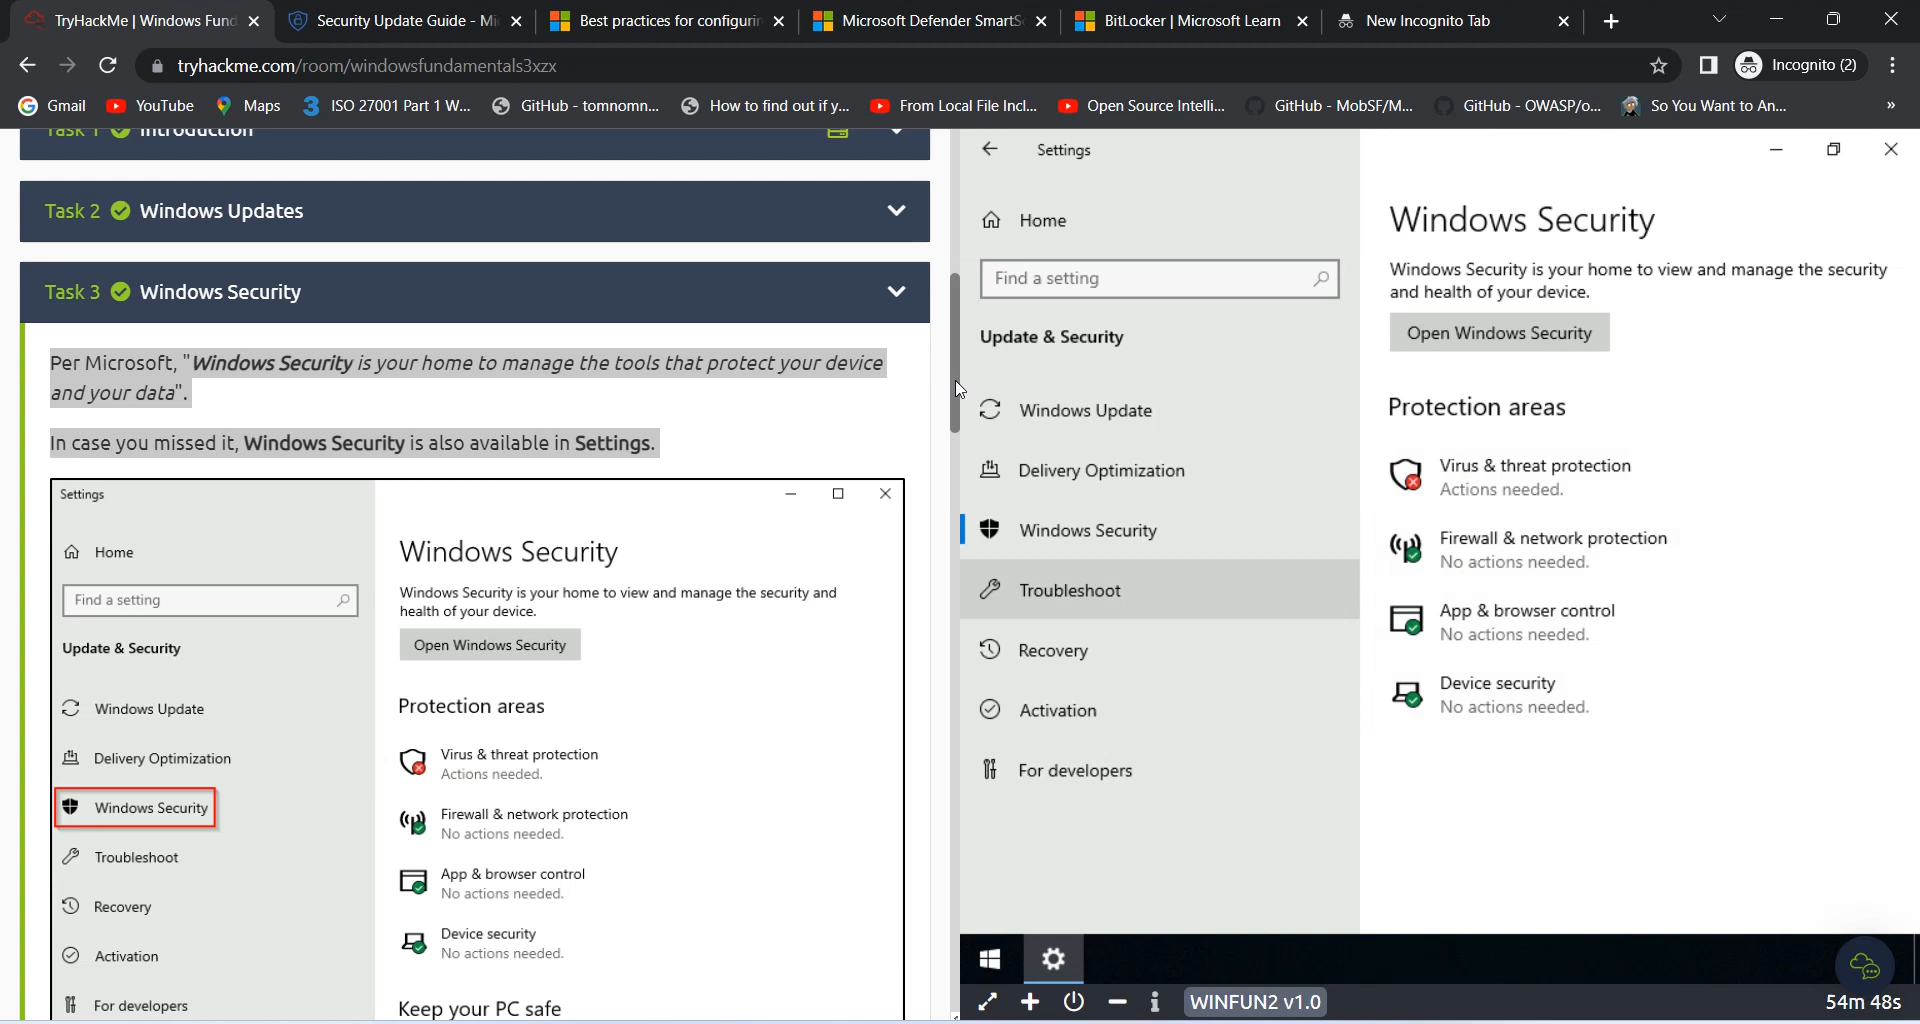 TryHackMe | Windows Fund
Security Update Guide - Mi
Best practices for configurin
Microsoft Defender SmartS
BitLocker | Microsoft Learn
New Incognito Tab
tryhackme.com/room/windowsfundamentals3xzx
Incognito (2)
Gmail
YouTube
Maps
ISO 27001 Part 1 W...
GitHub - tomnomn...
How to find out if y...
From Local File Incl...
Open Source Intelli...
GitHub - MobSF/M...
GitHub - OWASP/o...
So You Want to An...
»
Task 1 Introduction
Task 2 Windows Updates
Task 3 Windows Security
Per Microsoft, "Windows Security is your home to manage the tools that protect your device
and your data".
In case you missed it, Windows Security is also available in Settings.
Settings
Home
Find a setting
Update & Security
Windows Update
Delivery Optimization
Windows Security
Troubleshoot
Recovery
Activation
For developers
Windows Security
Windows Security is your home to view and manage the security and
health of your device.
Open Windows Security
Protection areas
Virus & threat protection
Actions needed.
Firewall & network protection
No actions needed.
App & browser control
No actions needed.
Device security
No actions needed.
Keep your PC safe
Settings
Home
Find a setting
Update & Security
Windows Update
Delivery Optimization
Windows Security
Troubleshoot
Recovery
Activation
For developers
Windows Security
Windows Security is your home to view and manage the security
and health of your device.
Open Windows Security
Protection areas
Virus & threat protection
Actions needed.
Firewall & network protection
No actions needed.
App & browser control
No actions needed.
Device security
No actions needed.
WINFUN2 v1.0
54m 48s